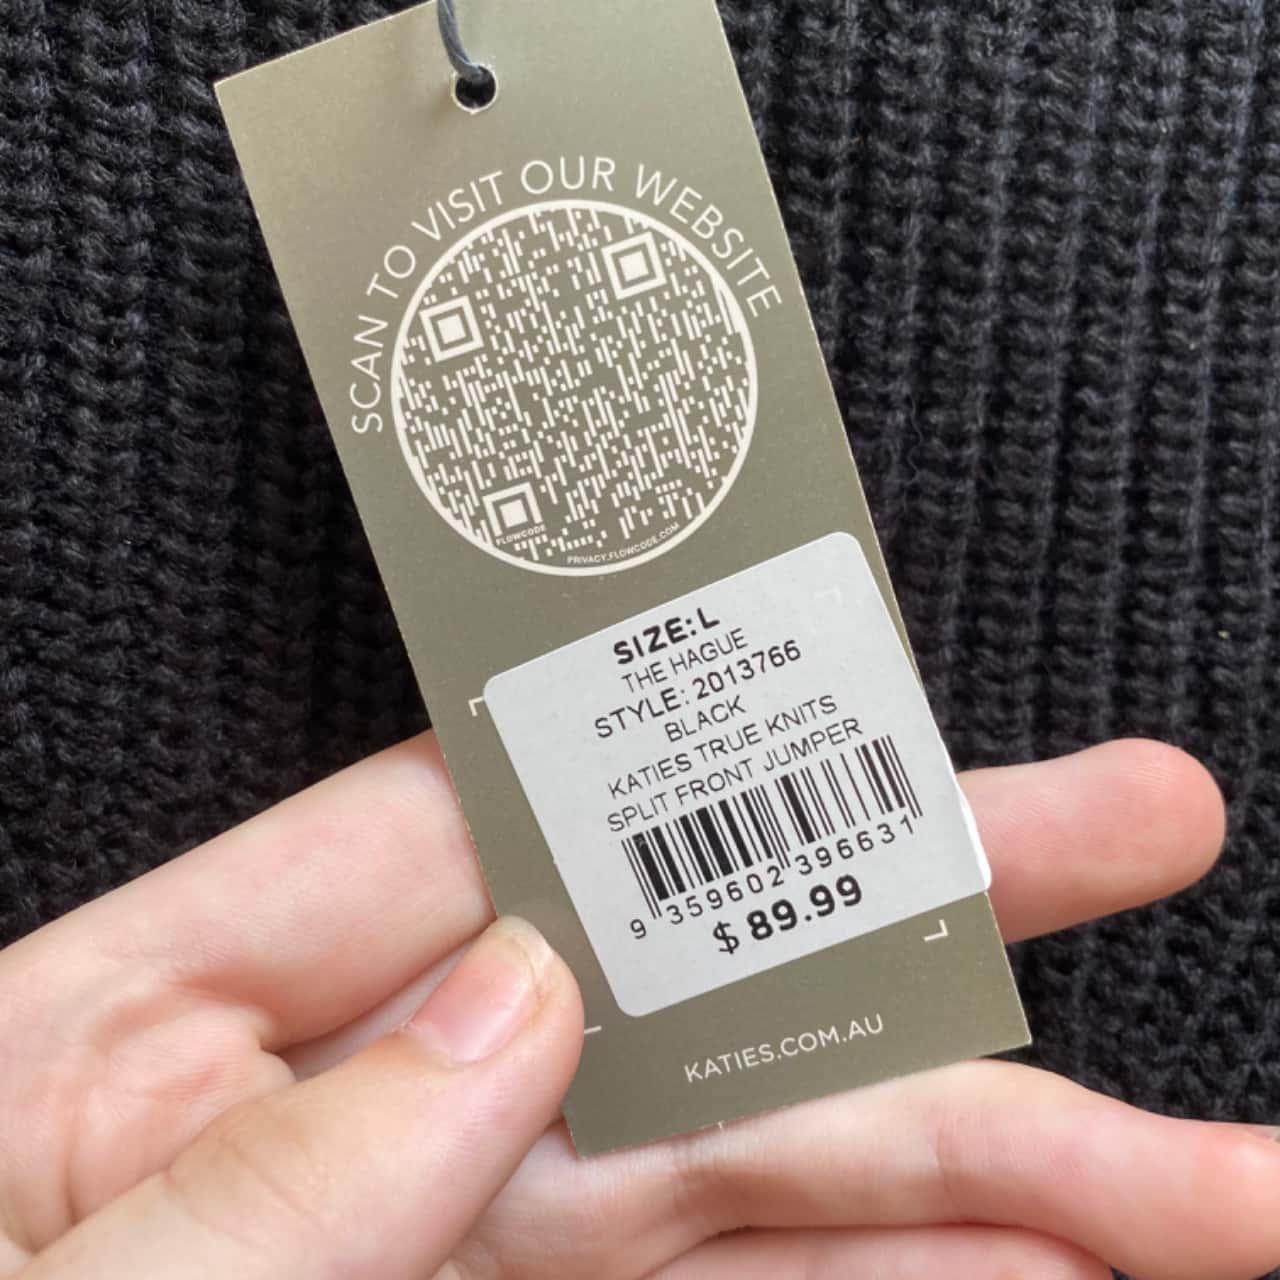 SCAN TO VISIT OUR WEBSITE
FLOWCODE
PRIVACY.FLOWCODE.COM
SIZE: L
THE HAGUE
STYLE: 2013766
BLACK
KATIES TRUE KNITS
SPLIT FRONT JUMPER
9 359602 396631
$ 89.99
KATIES.COM.AU